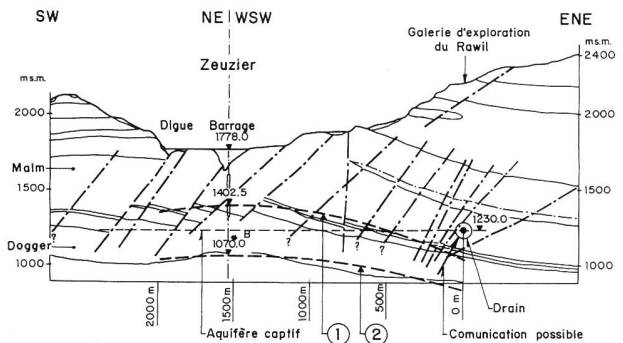 SW
NE | WSW
ENE
Zeuzier
Galerie d'exploration
du Rawil
m s.m.
m s.m.
2400
2000
2000
Digue
Barrage
1778.0
Malm
1500
1500
1402.5
1230.0
B
1070.0
?
?
?
?
Dogger
1000
1000
2000 m
1500 m
1000 m
500 m
0 m
Drain
Aquifère captif
1
2
Comunication possible